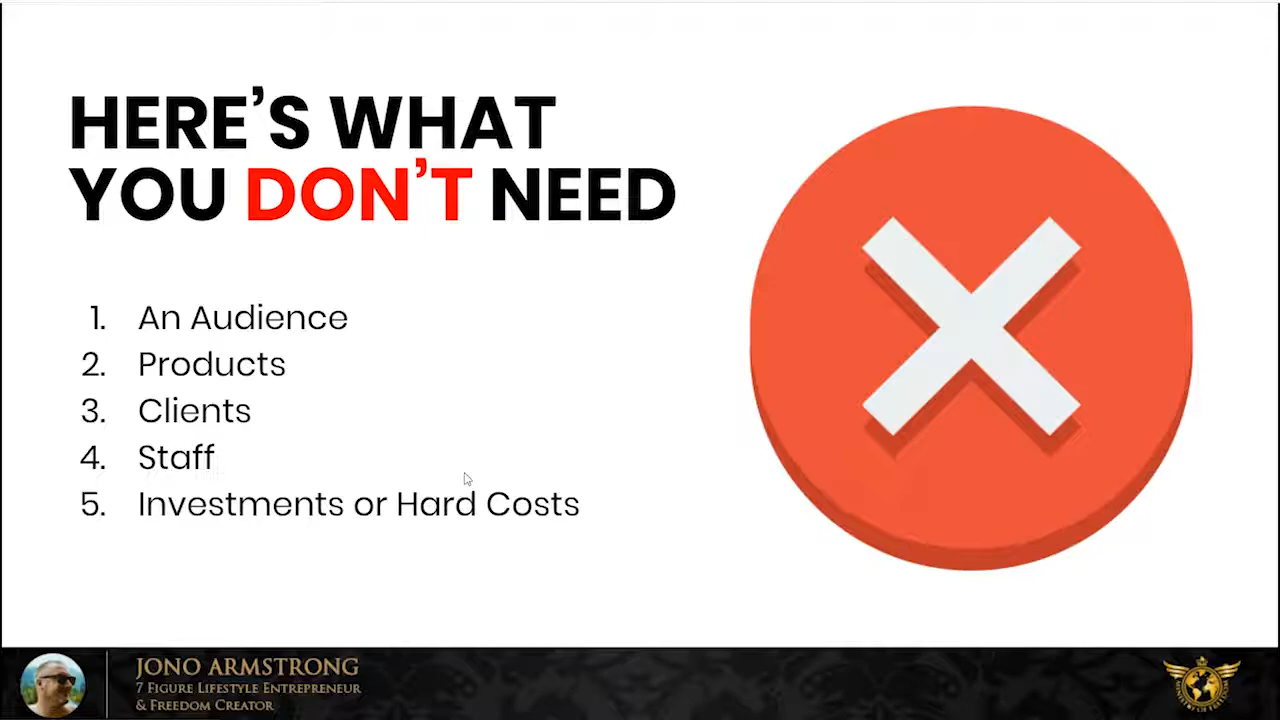 HERE’S WHAT
YOU DON’T NEED
1. An Audience
2. Products
3. Clients
4. Staff
5. Investments or Hard Costs
JONO ARMSTRONG
7 FIGURE LIFESTYLE ENTREPRENEUR
& FREEDOM CREATOR